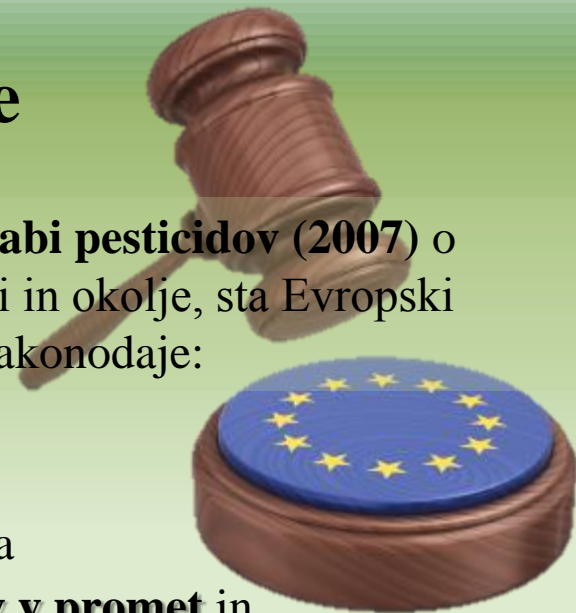 e
abi pesticidov (2007) o
i in okolje, sta Evropski
akonodaje:
a
v promet in